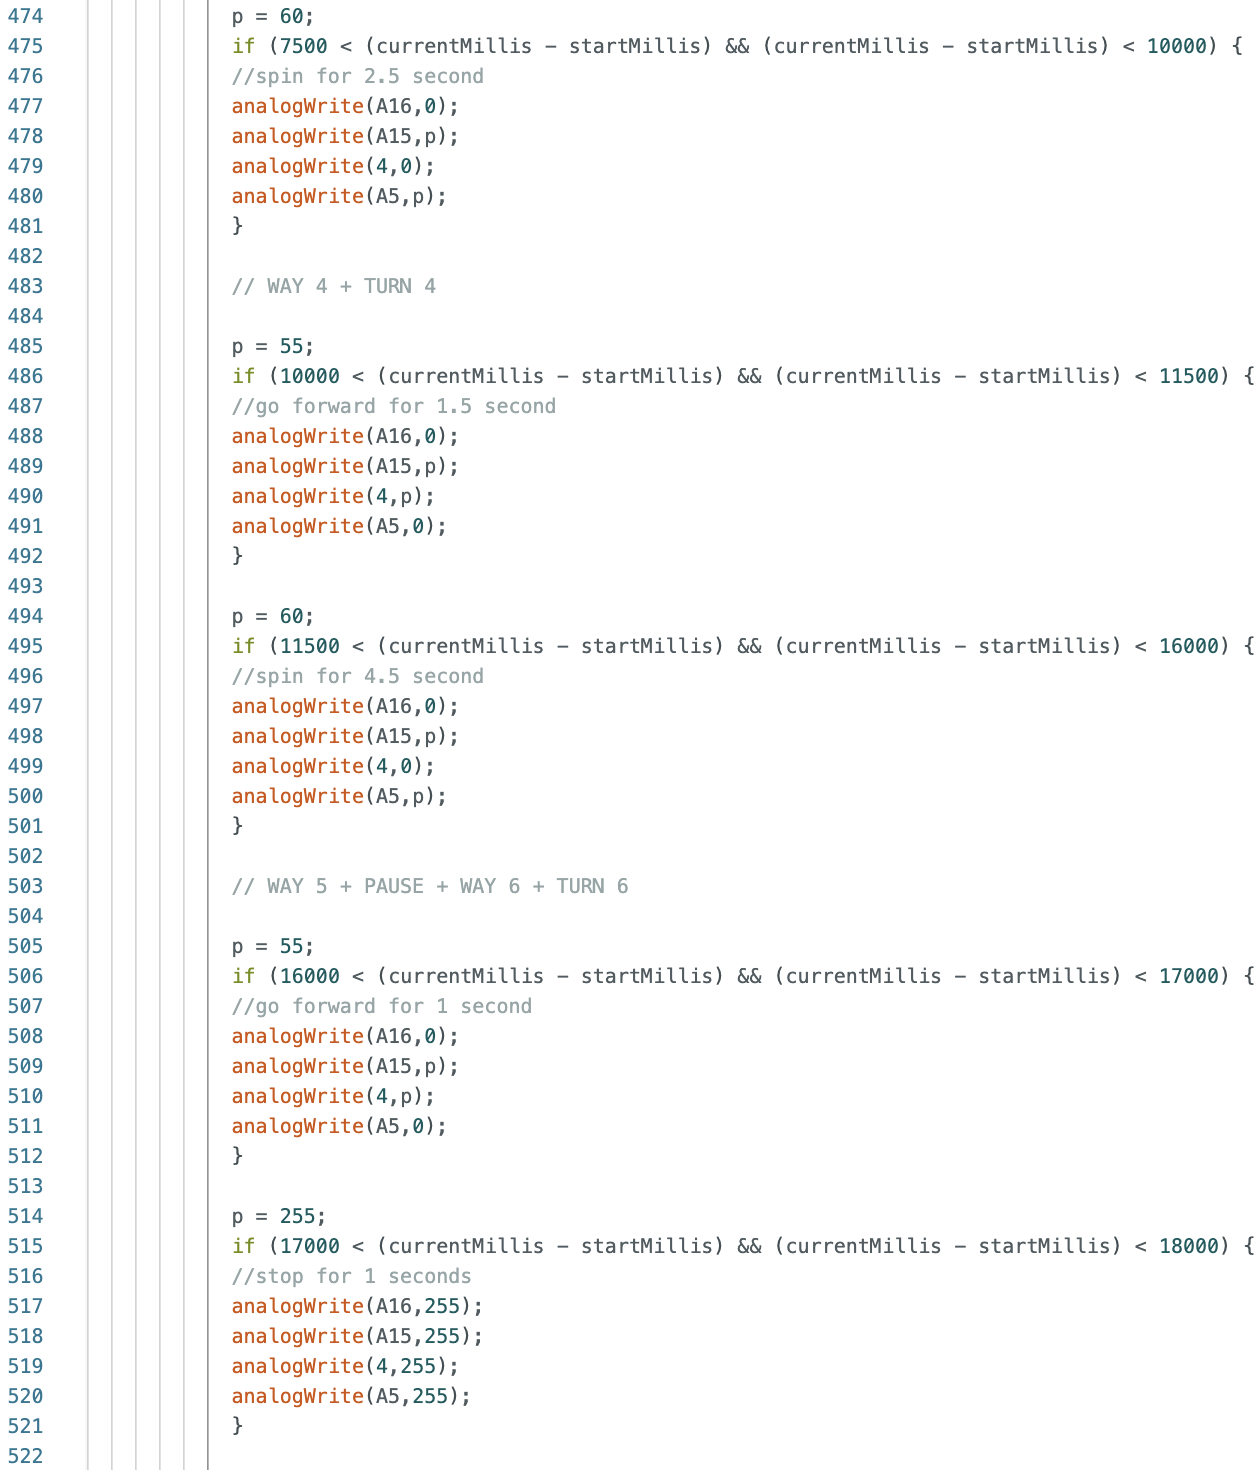 474 p = 60;
475 if (7500 < (currentMillis – startMillis) && (currentMillis – startMillis) < 10000) {
476 //spin for 2.5 second
477 analogWrite(A16,0);
478 analogWrite(A15,p);
479 analogWrite(4,0);
480 analogWrite(A5,p);
481 }
482
483 // WAY 4 + TURN 4
484
485 p = 55;
486 if (10000 < (currentMillis – startMillis) && (currentMillis – startMillis) < 11500) {
487 //go forward for 1.5 second
488 analogWrite(A16,0);
489 analogWrite(A15,p);
490 analogWrite(4,p);
491 analogWrite(A5,0);
492 }
493
494 p = 60;
495 if (11500 < (currentMillis – startMillis) && (currentMillis – startMillis) < 16000) {
496 //spin for 4.5 second
497 analogWrite(A16,0);
498 analogWrite(A15,p);
499 analogWrite(4,0);
500 analogWrite(A5,p);
501 }
502
503 // WAY 5 + PAUSE + WAY 6 + TURN 6
504
505 p = 55;
506 if (16000 < (currentMillis – startMillis) && (currentMillis – startMillis) < 17000) {
507 //go forward for 1 second
508 analogWrite(A16,0);
509 analogWrite(A15,p);
510 analogWrite(4,p);
511 analogWrite(A5,0);
512 }
513
514 p = 255;
515 if (17000 < (currentMillis – startMillis) && (currentMillis – startMillis) < 18000) {
516 //stop for 1 seconds
517 analogWrite(A16,255);
518 analogWrite(A15,255);
519 analogWrite(4,255);
520 analogWrite(A5,255);
521 }
522